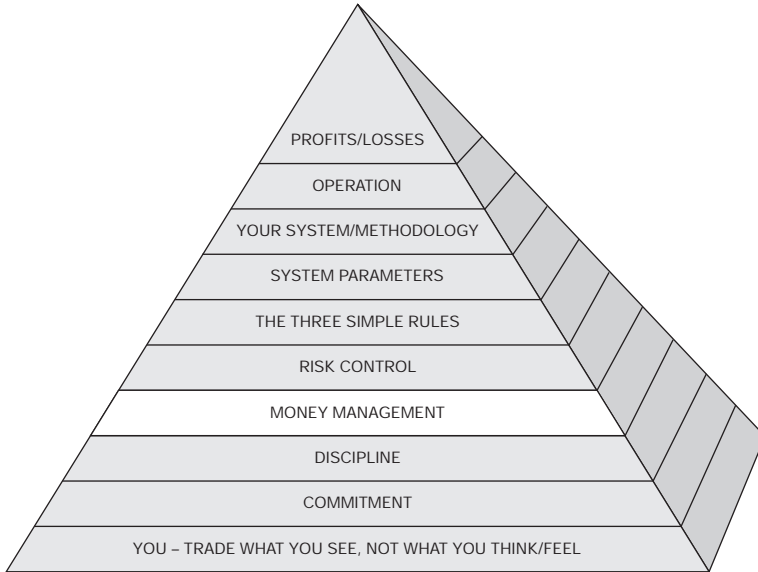 PROFITS/LOSSES
OPERATION
YOUR SYSTEM/METHODOLOGY
SYSTEM PARAMETERS
THE THREE SIMPLE RULES
RISK CONTROL
MONEY MANAGEMENT
DISCIPLINE
COMMITMENT
YOU – TRADE WHAT YOU SEE, NOT WHAT YOU THINK/FEEL